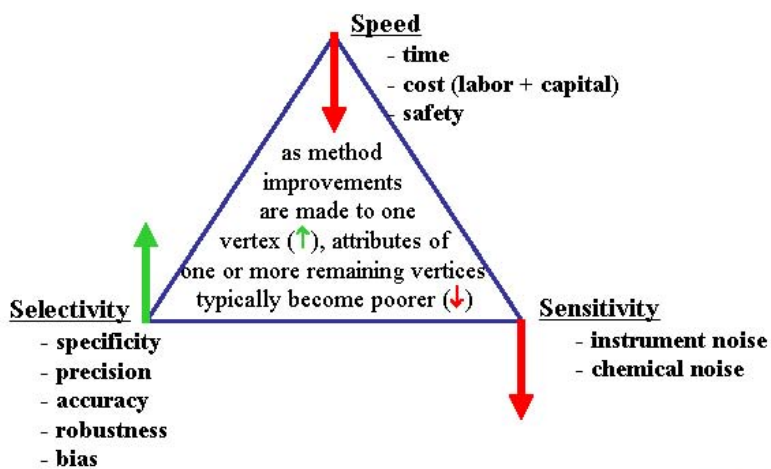 Speed
- time
- cost (labor + capital)
- safety
as method
improvements
are made to one
vertex (↑), attributes of
one or more remaining vertices
typically become poorer (↓)
Selectivity
- specificity
- precision
- accuracy
- robustness
- bias
Sensitivity
- instrument noise
- chemical noise